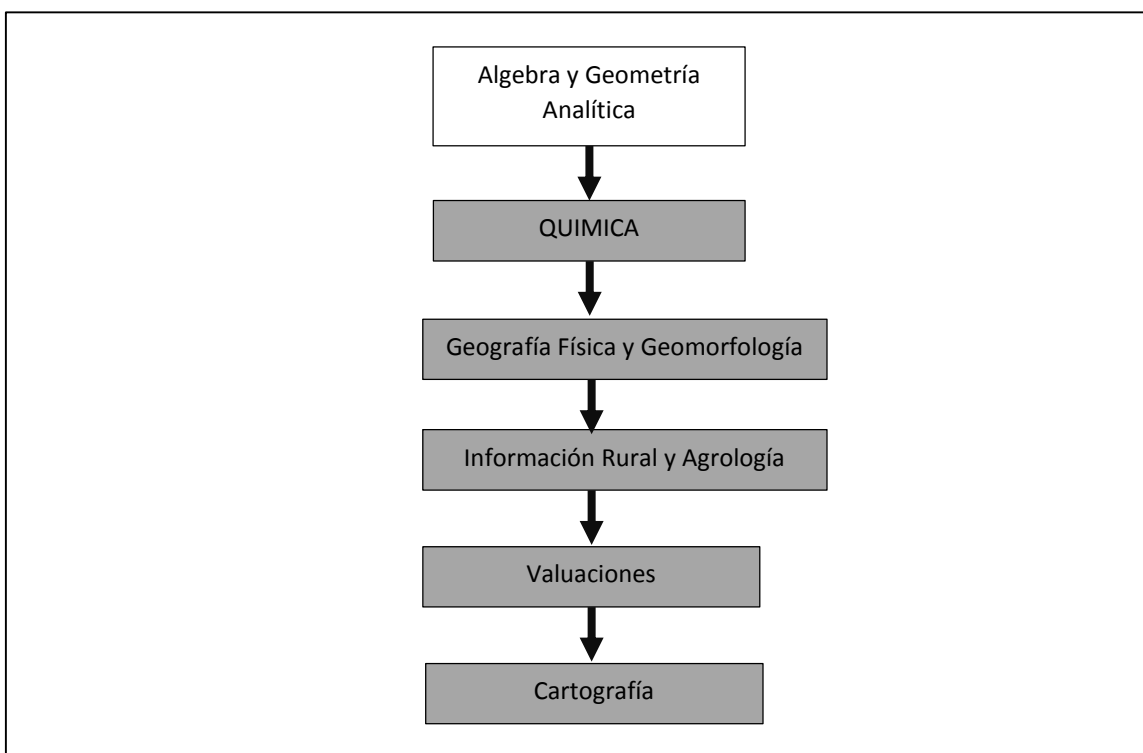 Algebra y Geometría
Analítica
QUIMICA
Geografía Física y Geomorfología
Información Rural y Agrología
Valuaciones
Cartografía